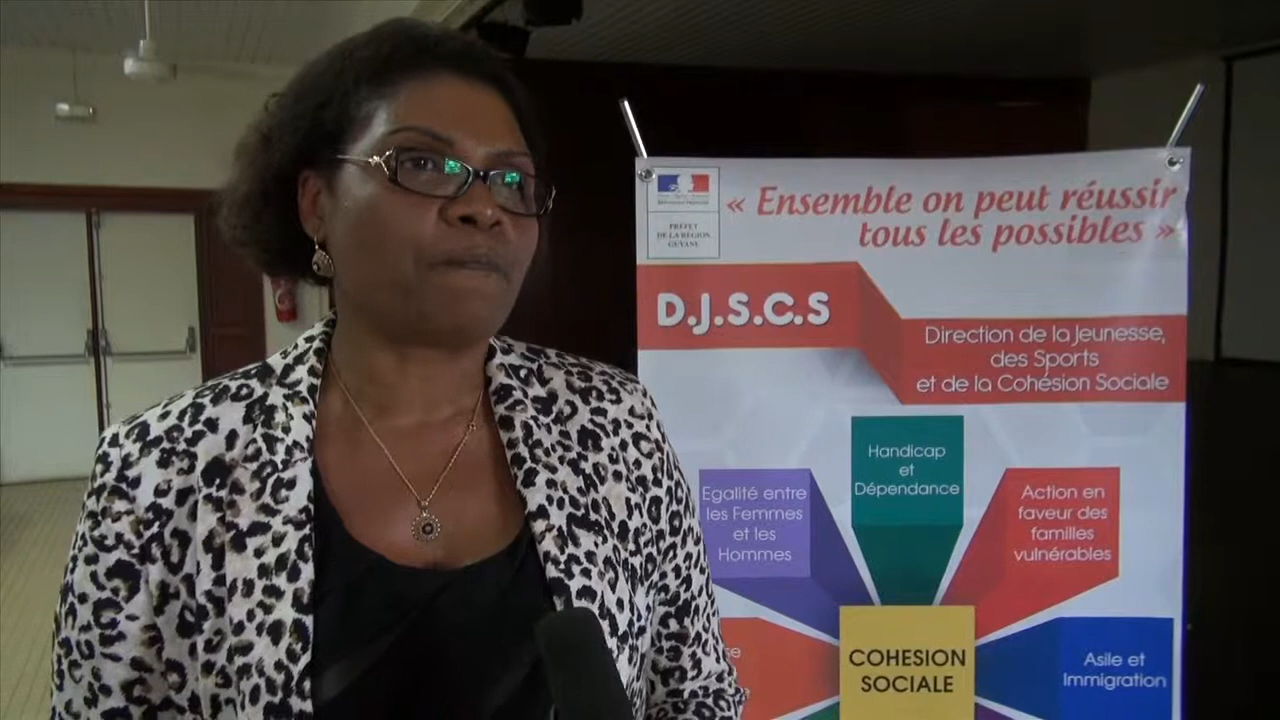 « Ensemble on peut réussir
tous les possibles »
RÉPUBLIQUE FRANÇAISE
PRÉFET
DE LA RÉGION
GUYANE
D.J.S.C.S
Direction de la Jeunesse,
des Sports
et de la Cohésion Sociale
Handicap
et
Dépendance
Egalité entre
les Femmes
et les
Hommes
Action en
faveur des
familles
vulnérables
COHESION
SOCIALE
Asile et
Immigration